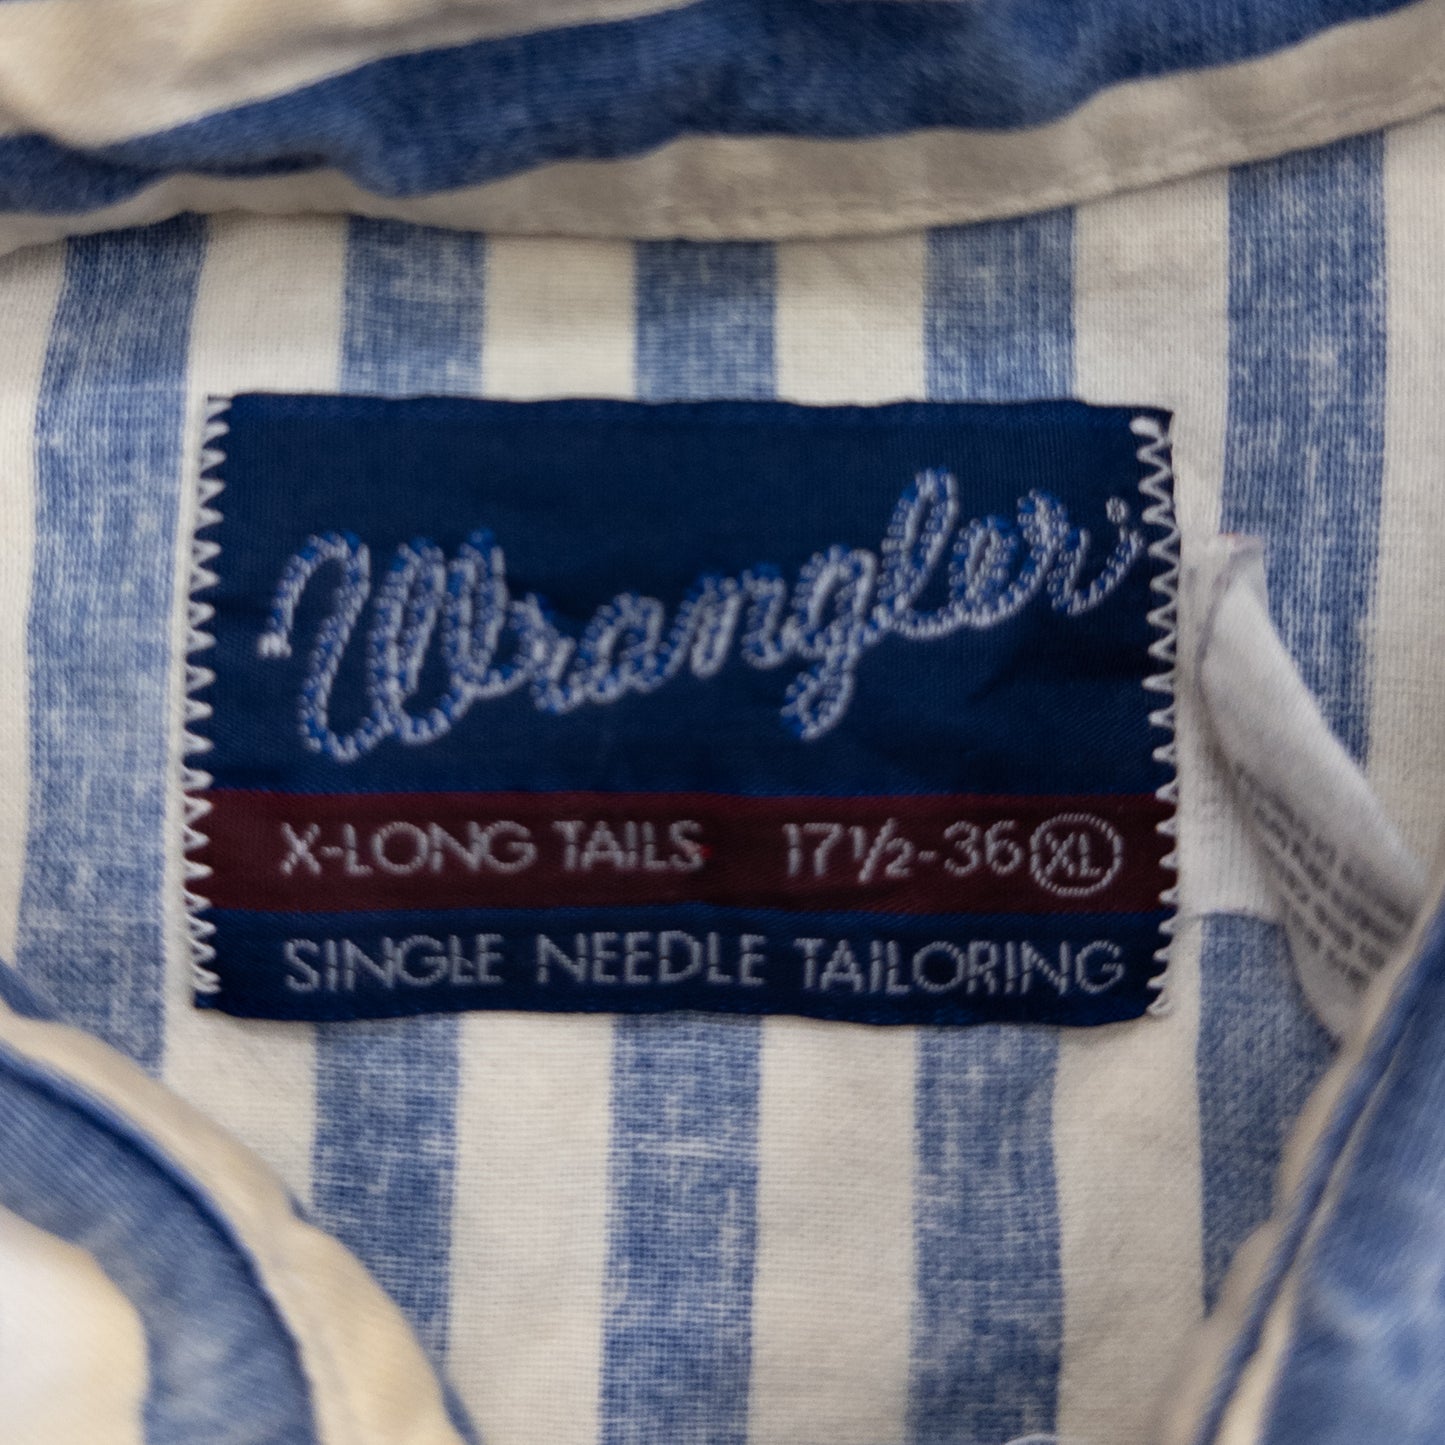 Wrangler
X-LONG TAILS 17½-36 XL
SINGLE NEEDLE TAILORING